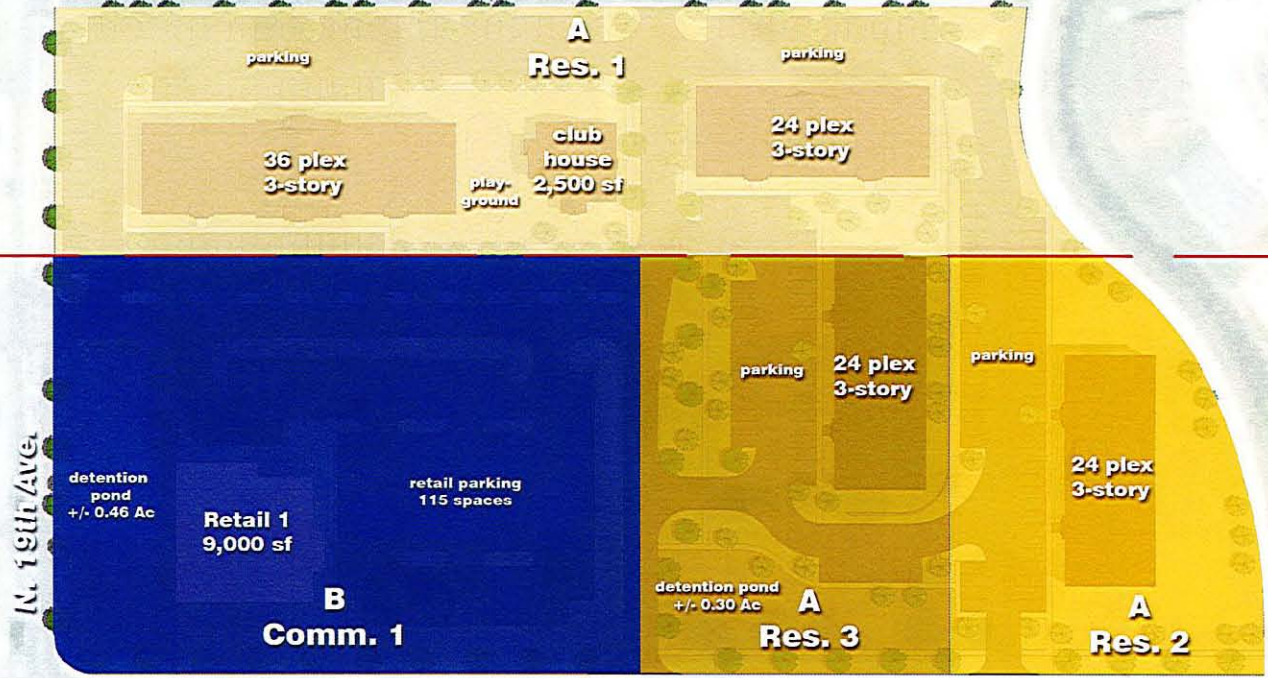 A
Res. 1
parking
parking
36 plex
3-story
play-
ground
club
house
2,500 sf
24 plex
3-story
N. 19th Ave.
detention
pond
+/- 0.46 Ac
Retail 1
9,000 sf
retail parking
115 spaces
B
Comm. 1
parking
24 plex
3-story
detention pond
+/- 0.30 Ac
A
Res. 3
parking
24 plex
3-story
A
Res. 2